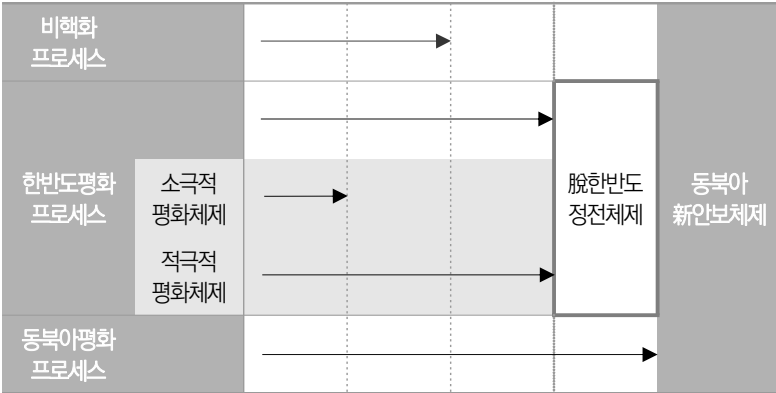 비핵화
프로세스
한반도평화
프로세스
소극적
평화체제
적극적
평화체제
脫한반도
정전체제
동북아
新안보체제
동북아평화
프로세스